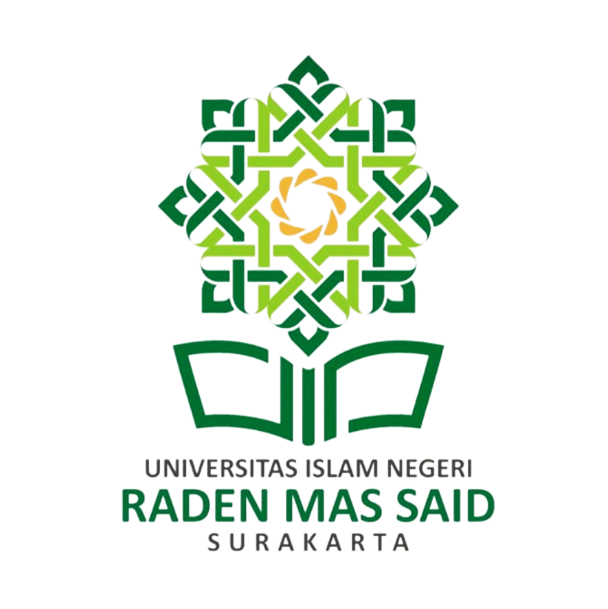 UNIVERSITAS ISLAM NEGERI
RADEN MAS SAID
SURAKARTA